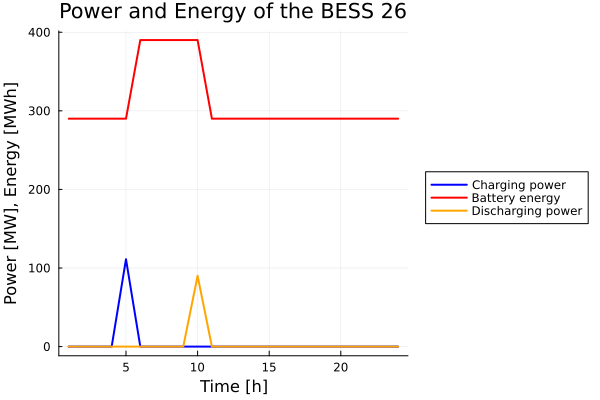 Power and Energy of the BESS 26
Power [MW], Energy [MWh]
400
300
200
100
0
5
10
15
20
Time [h]
Charging power
Battery energy
Discharging power